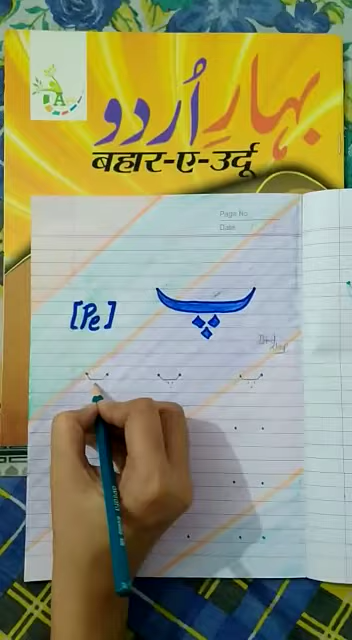 A
بہارِ اُردو
बहार-ए-उर्दू
Page No.
Date
[Pe] پ